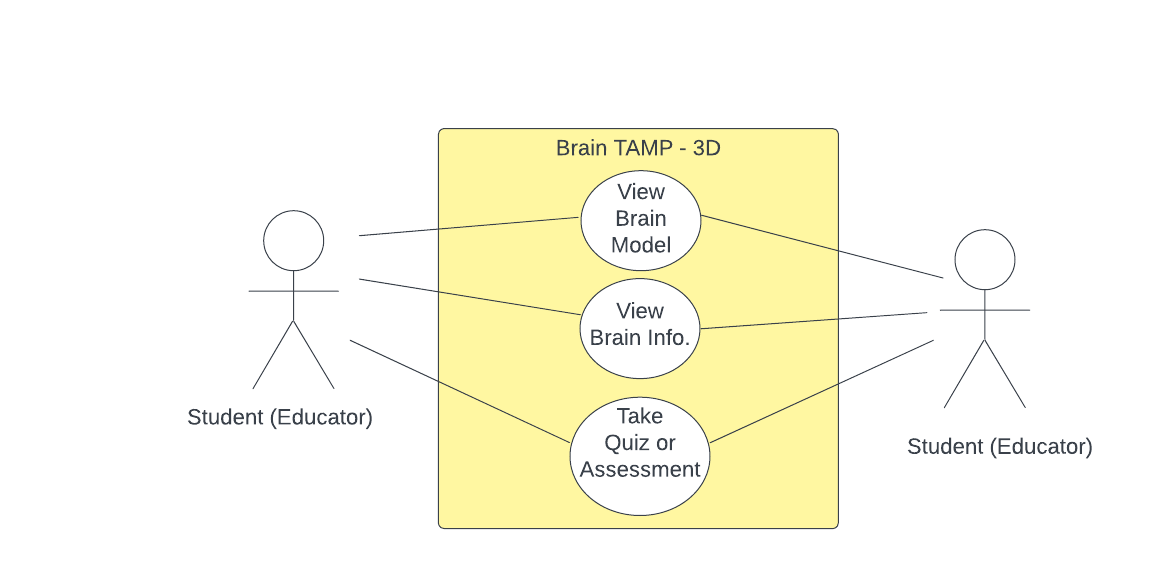 Brain TAMP - 3D
View
Brain
Model
View
Brain Info.
Take
Quiz or
Assessment
Student (Educator)
Student (Educator)